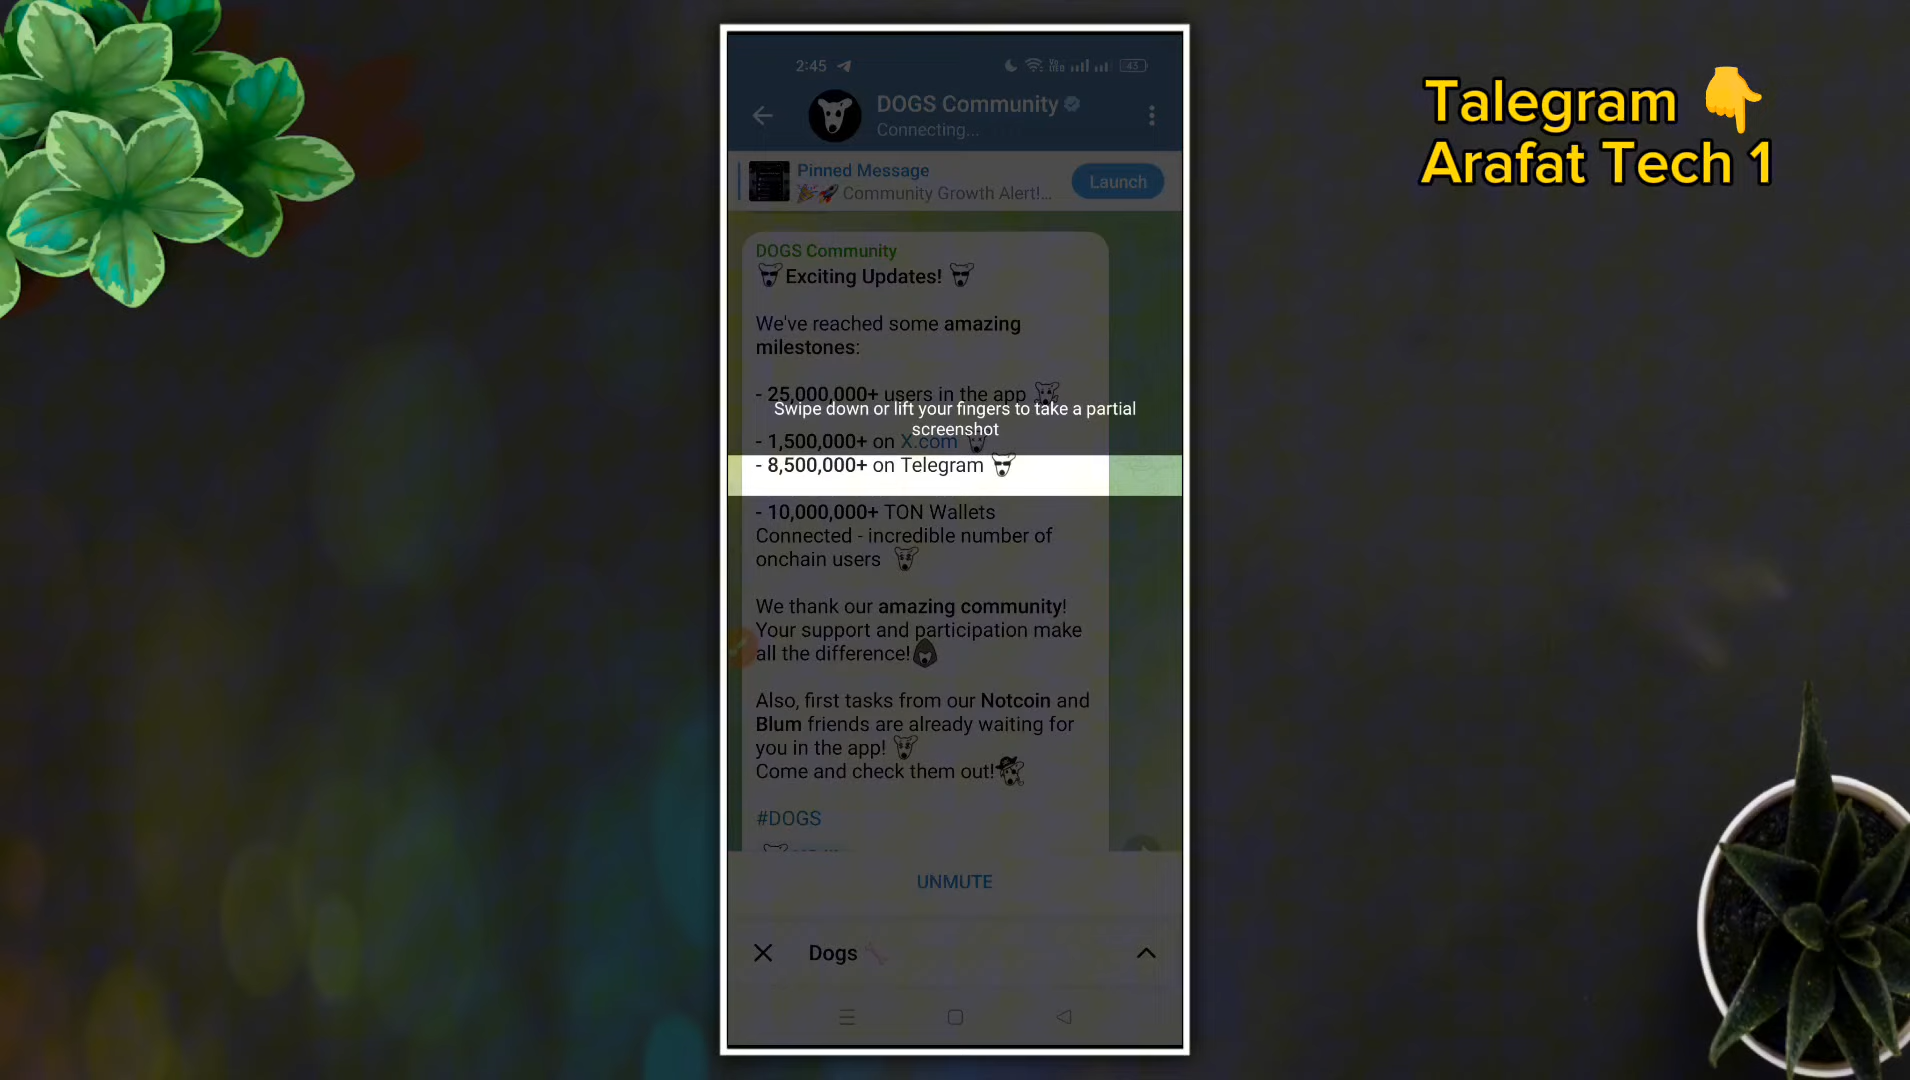 2:45
43
DOGS Community
Connecting...
Pinned Message
🎉🚀 Community Growth Alert!...
Launch
DOGS Community
Exciting Updates!
We've reached some amazing
milestones:
- 25,000,000+ users in the app
Swipe down or lift your fingers to take a partial
screenshot
- 1,500,000+ on X.com
- 8,500,000+ on Telegram
- 10,000,000+ TON Wallets
Connected - incredible number of
onchain users
We thank our amazing community!
Your support and participation make
all the difference!
Also, first tasks from our Notcoin and
Blum friends are already waiting for
you in the app!
Come and check them out!
#DOGS
UNMUTE
Dogs 🦴
Talegram 👇
Arafat Tech 1